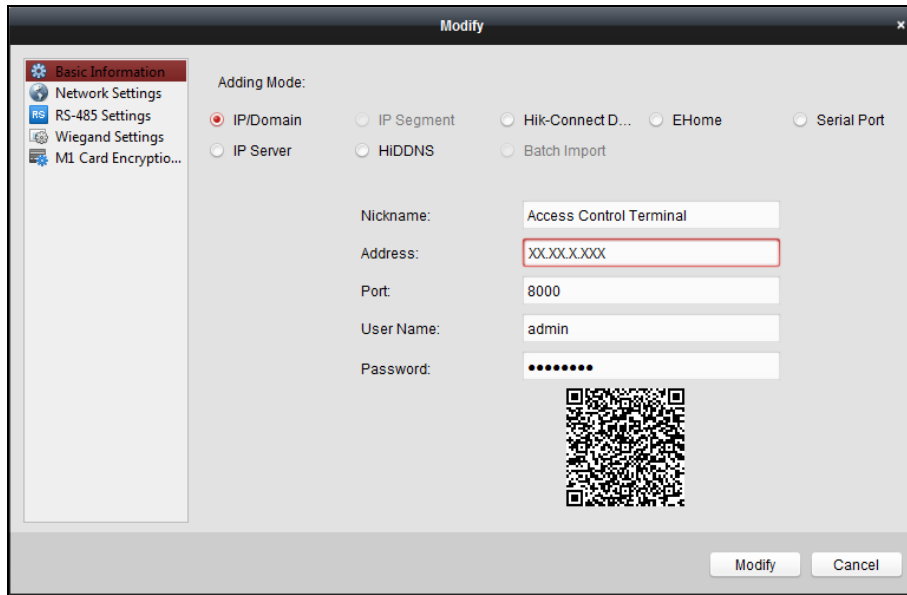 Modify
×
Basic Information
Network Settings
RS RS-485 Settings
Wiegand Settings
M1 Card Encryptio...
Adding Mode:
IP/Domain IP Segment Hik-Connect D... EHome Serial Port
IP Server HiDDNS Batch Import
Nickname: Access Control Terminal
Address: XX.XX.X.XXX
Port: 8000
User Name: admin
Password: ●●●●●●●●
Modify Cancel